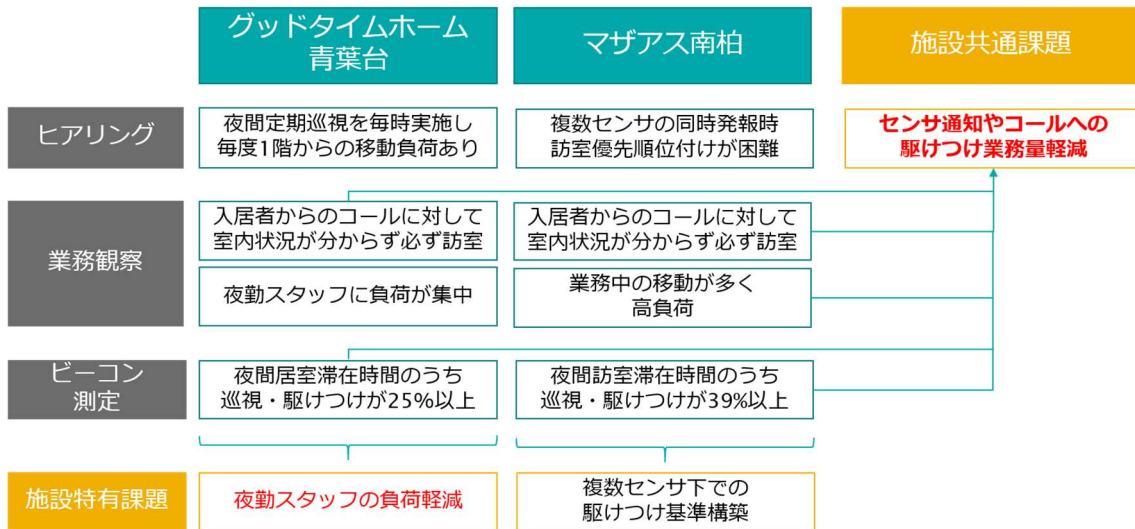 グッドタイムホーム
青葉台
マザアス南柏
施設共通課題
ヒアリング
夜間定期巡視を毎時実施し
毎度1階からの移動負荷あり
複数センサの同時発報時
訪室優先順位付けが困難
センサ通知やコールへの
駆けつけ業務量軽減
業務観察
入居者からのコールに対して
室内状況が分からず必ず訪室
入居者からのコールに対して
室内状況が分からず必ず訪室
夜勤スタッフに負荷が集中
業務中の移動が多く
高負荷
ビーコン
測定
夜間居室滞在時間のうち
巡視・駆けつけが25%以上
夜間訪室滞在時間のうち
巡視・駆けつけが39%以上
施設特有課題
夜勤スタッフの負荷軽減
複数センサ下での
駆けつけ基準構築